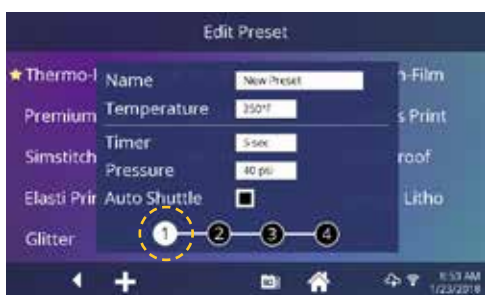 Edit Preset
Thermo-
Name New Preset
-Film
Premium
Temperature 350°F
s Print
Timer 5 sec
Simstitch
Pressure 40 psi
roof
Elasti Prin
Auto Shuttle
Litho
Glitter
1 2 3 4
8:53 AM
1/23/2018